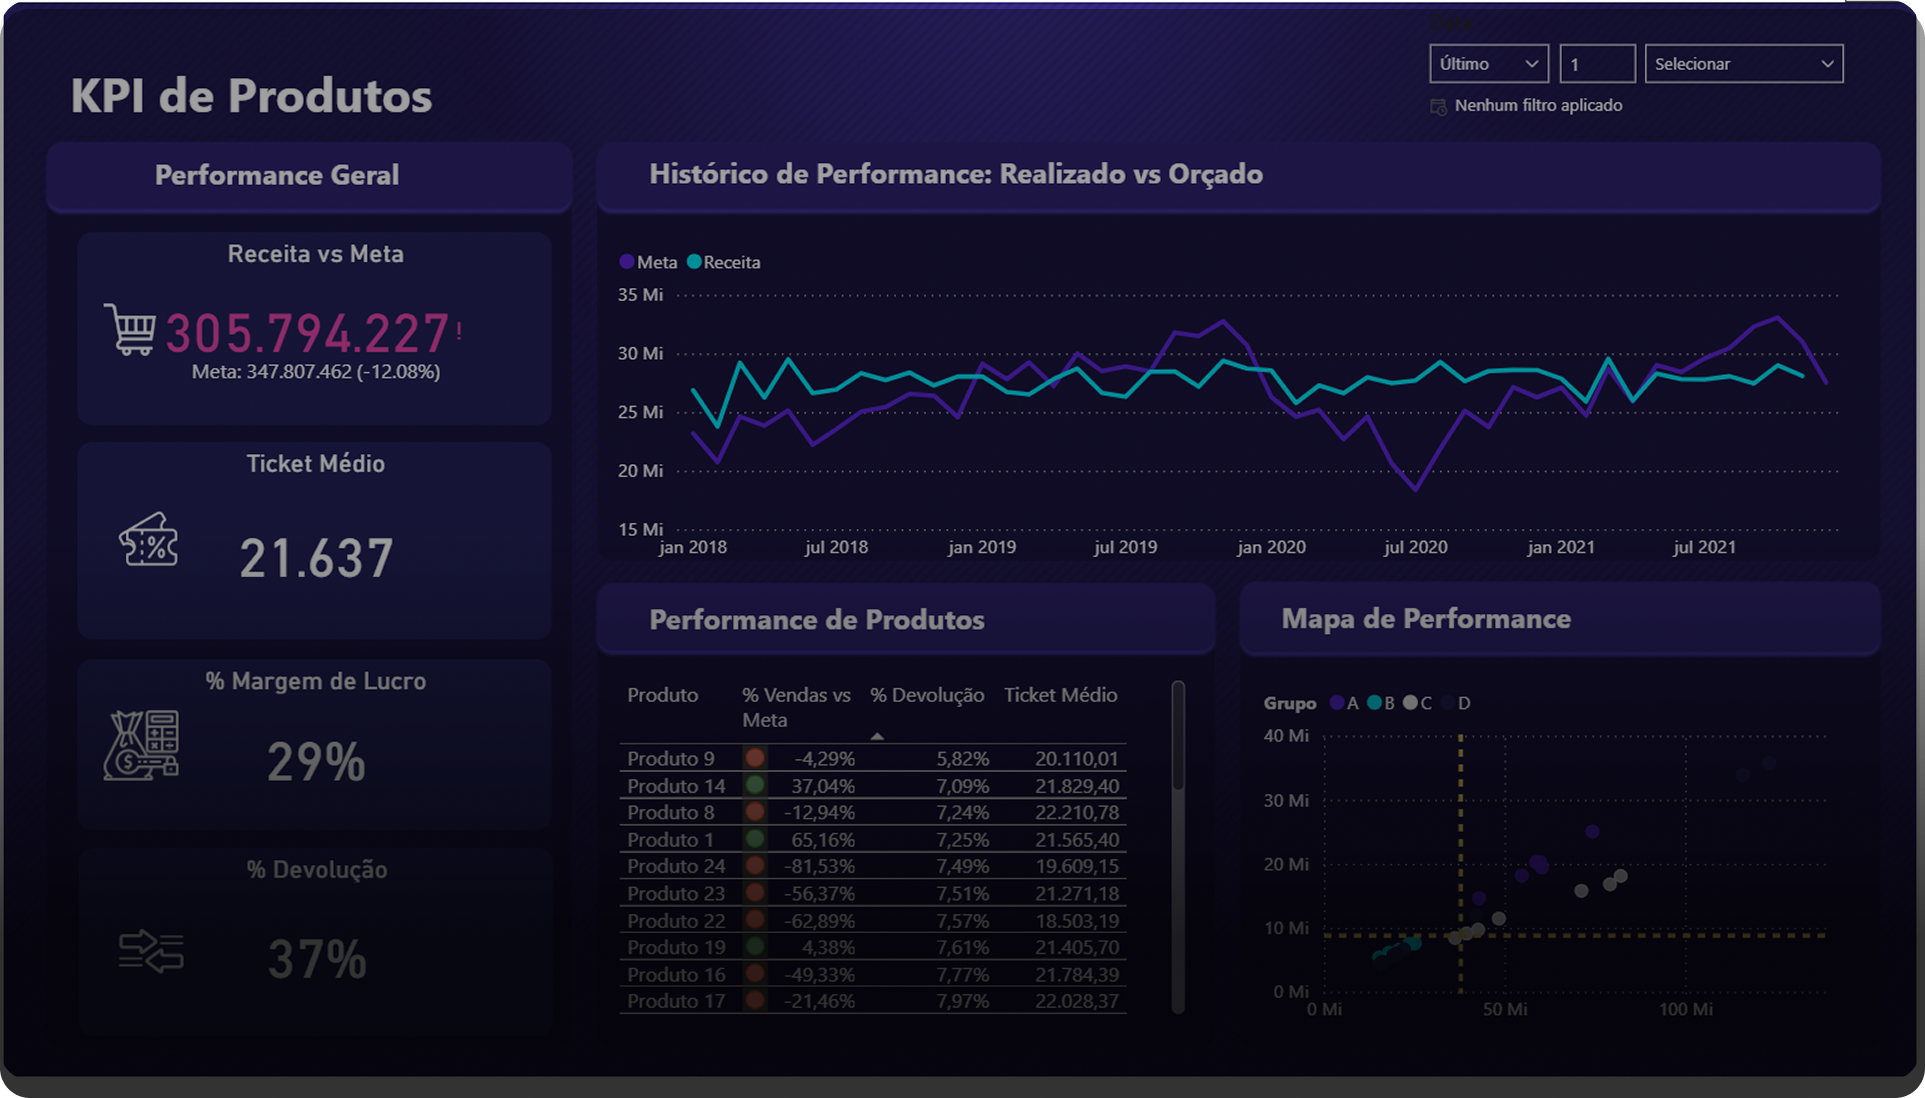 Último
1
Selecionar
Nenhum filtro aplicado
KPI de Produtos
Performance Geral
Receita vs Meta
305.794.227!
Meta: 347.807.462 (-12.08%)
Ticket Médio
21.637
% Margem de Lucro
29%
% Devolução
37%
Histórico de Performance: Realizado vs Orçado
Meta Receita
35 Mi
30 Mi
25 Mi
20 Mi
15 Mi
jan 2018 jul 2018 jan 2019 jul 2019 jan 2020 jul 2020 jan 2021 jul 2021
Performance de Produtos
Produto % Vendas vs Meta % Devolução Ticket Médio
Produto 9 -4,29% 5,82% 20.110,01
Produto 14 37,04% 7,09% 21.829,40
Produto 8 -12,94% 7,24% 22.210,78
Produto 1 65,16% 7,25% 21.565,40
Produto 24 -81,53% 7,49% 19.609,15
Produto 23 -56,37% 7,51% 21.271,18
Produto 22 -62,89% 7,57% 18.503,19
Produto 19 4,38% 7,61% 21.405,70
Produto 16 -49,33% 7,77% 21.784,39
Produto 17 -21,46% 7,97% 22.028,37
Mapa de Performance
Grupo A B C D
40 Mi
30 Mi
20 Mi
10 Mi
0 Mi
0 Mi 50 Mi 100 Mi